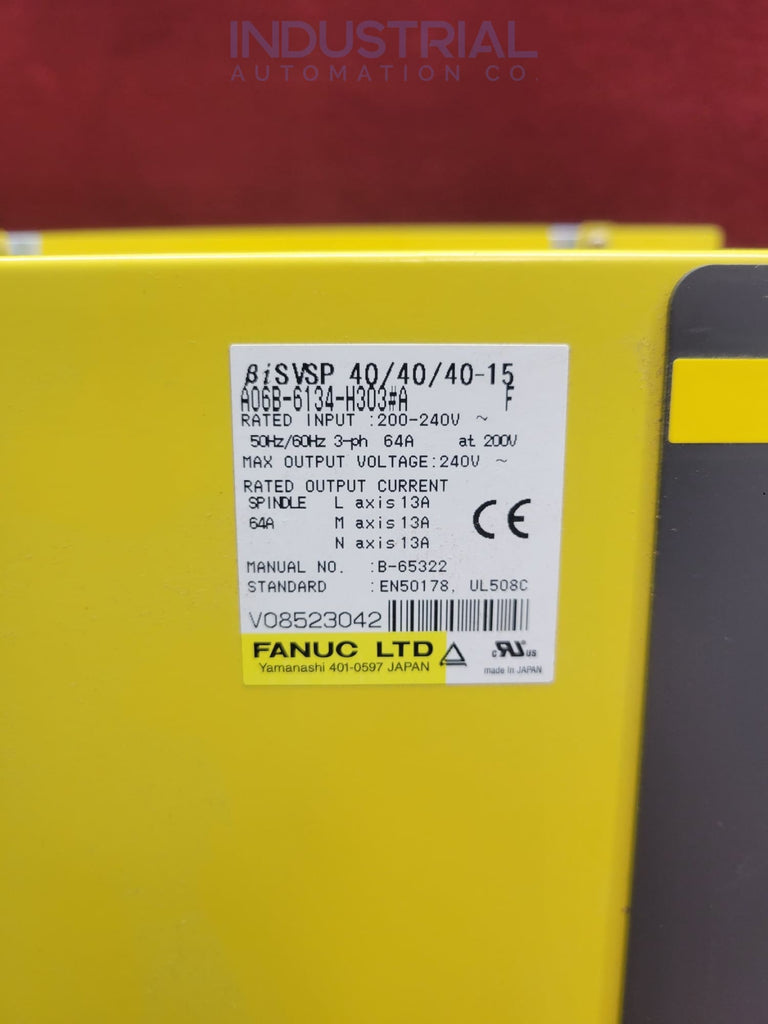 INDUSTRIAL
AUTOMATION CO.
βiSVSP 40/40/40-15
A06B-6134-H303#A F
RATED INPUT :200-240V ~
50Hz/60Hz 3-ph 64A at 200V
MAX OUTPUT VOLTAGE:240V ~
RATED OUTPUT CURRENT
SPINDLE L axis 13A
64A M axis 13A
N axis 13A
CE
MANUAL NO. :B-65322
STANDARD :EN50178, UL508C
V08523042
FANUC LTD
Yamanashi 401-0597 JAPAN
c RU us
made in JAPAN